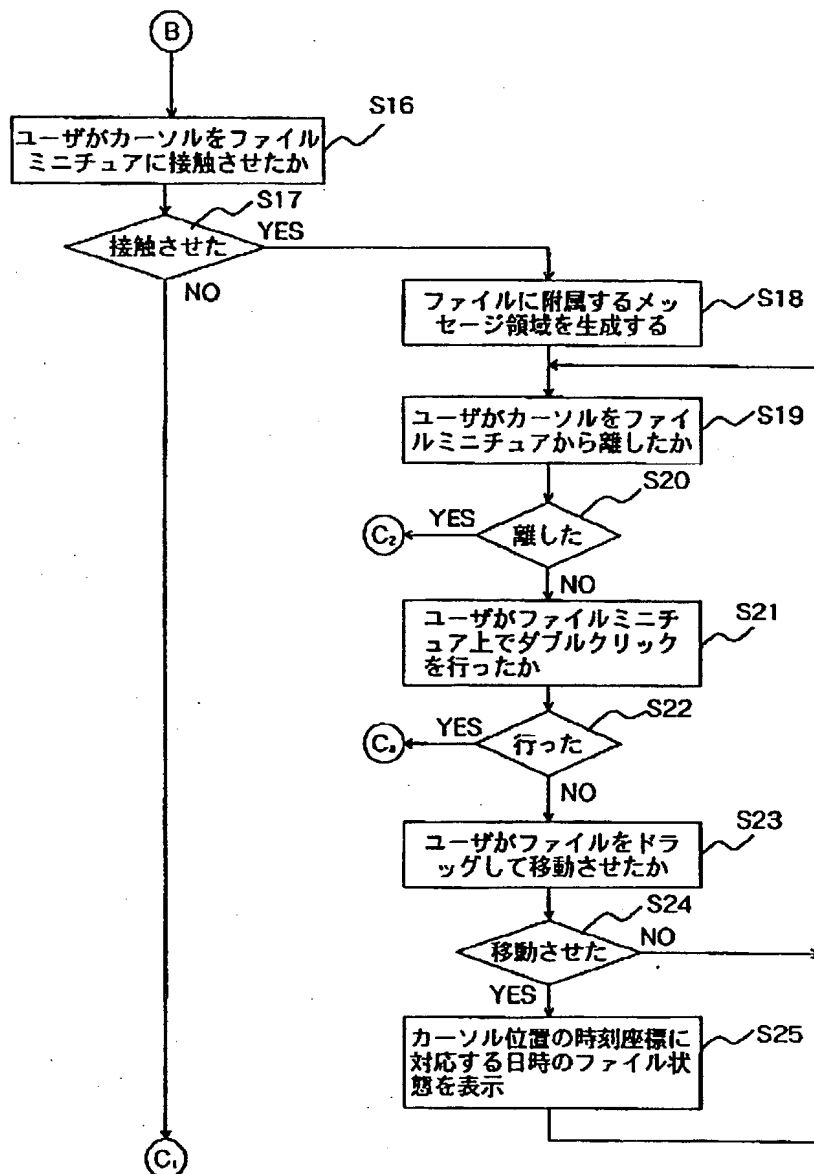 B
S16
ユーザがカーソルをファイル
ミニチュアに接触させたか
S17
接触させた
YES
NO
S18
ファイルに附属するメッ
セージ領域を生成する
S19
ユーザがカーソルをファイ
ルミニチュアから離したか
S20
離した
YES
C₂
NO
S21
ユーザがファイルミニチ
ュア上でダブルクリック
を行ったか
S22
行った
YES
NO
S23
ユーザがファイルをドラ
ッグして移動させたか
S24
移動させた
NO
YES
S25
カーソル位置の時刻座標に
対応する日時のファイル状
態を表示
C₁